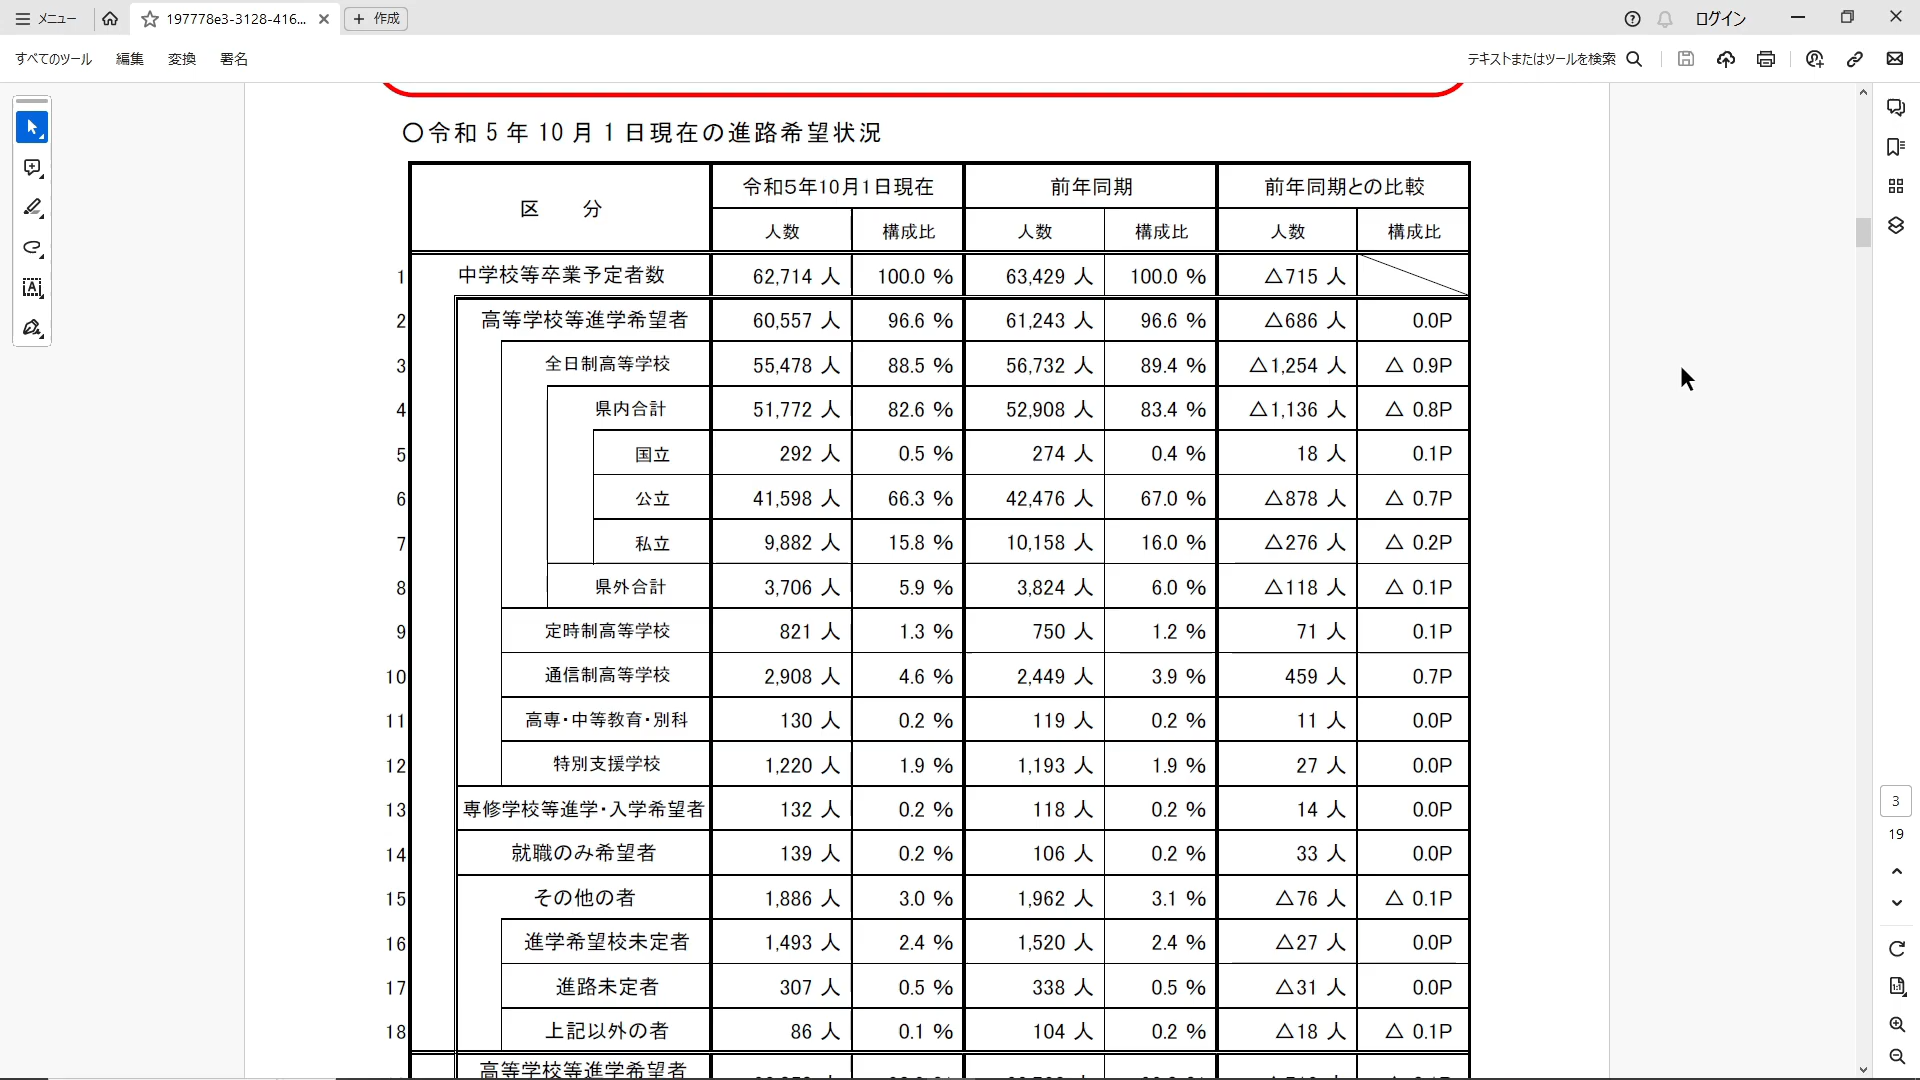 メニュー 197778e3-3128-416... 作成 ログイン
すべてのツール 編集 変換 署名 テキストまたはツールを検索
〇令和5年10月1日現在の進路希望状況
区 分 令和5年10月1日現在 前年同期 前年同期との比較
人数 構成比 人数 構成比 人数 構成比
1 中学校等卒業予定者数 62,714 人 100.0 % 63,429 人 100.0 % △715 人
2 高等学校等進学希望者 60,557 人 96.6 % 61,243 人 96.6 % △686 人 0.0P
3 全日制高等学校 55,478 人 88.5 % 56,732 人 89.4 % △1,254 人 △ 0.9P
4 県内合計 51,772 人 82.6 % 52,908 人 83.4 % △1,136 人 △ 0.8P
5 国立 292 人 0.5 % 274 人 0.4 % 18 人 0.1P
6 公立 41,598 人 66.3 % 42,476 人 67.0 % △878 人 △ 0.7P
7 私立 9,882 人 15.8 % 10,158 人 16.0 % △276 人 △ 0.2P
8 県外合計 3,706 人 5.9 % 3,824 人 6.0 % △118 人 △ 0.1P
9 定時制高等学校 821 人 1.3 % 750 人 1.2 % 71 人 0.1P
10 通信制高等学校 2,908 人 4.6 % 2,449 人 3.9 % 459 人 0.7P
11 高専・中等教育・別科 130 人 0.2 % 119 人 0.2 % 11 人 0.0P
12 特別支援学校 1,220 人 1.9 % 1,193 人 1.9 % 27 人 0.0P
13 専修学校等進学・入学希望者 132 人 0.2 % 118 人 0.2 % 14 人 0.0P
14 就職のみ希望者 139 人 0.2 % 106 人 0.2 % 33 人 0.0P
15 その他の者 1,886 人 3.0 % 1,962 人 3.1 % △76 人 △ 0.1P
16 進学希望校未定者 1,493 人 2.4 % 1,520 人 2.4 % △27 人 0.0P
17 進路未定者 307 人 0.5 % 338 人 0.5 % △31 人 0.0P
18 上記以外の者 86 人 0.1 % 104 人 0.2 % △18 人 △ 0.1P
高等学校等進学希望者
3
19